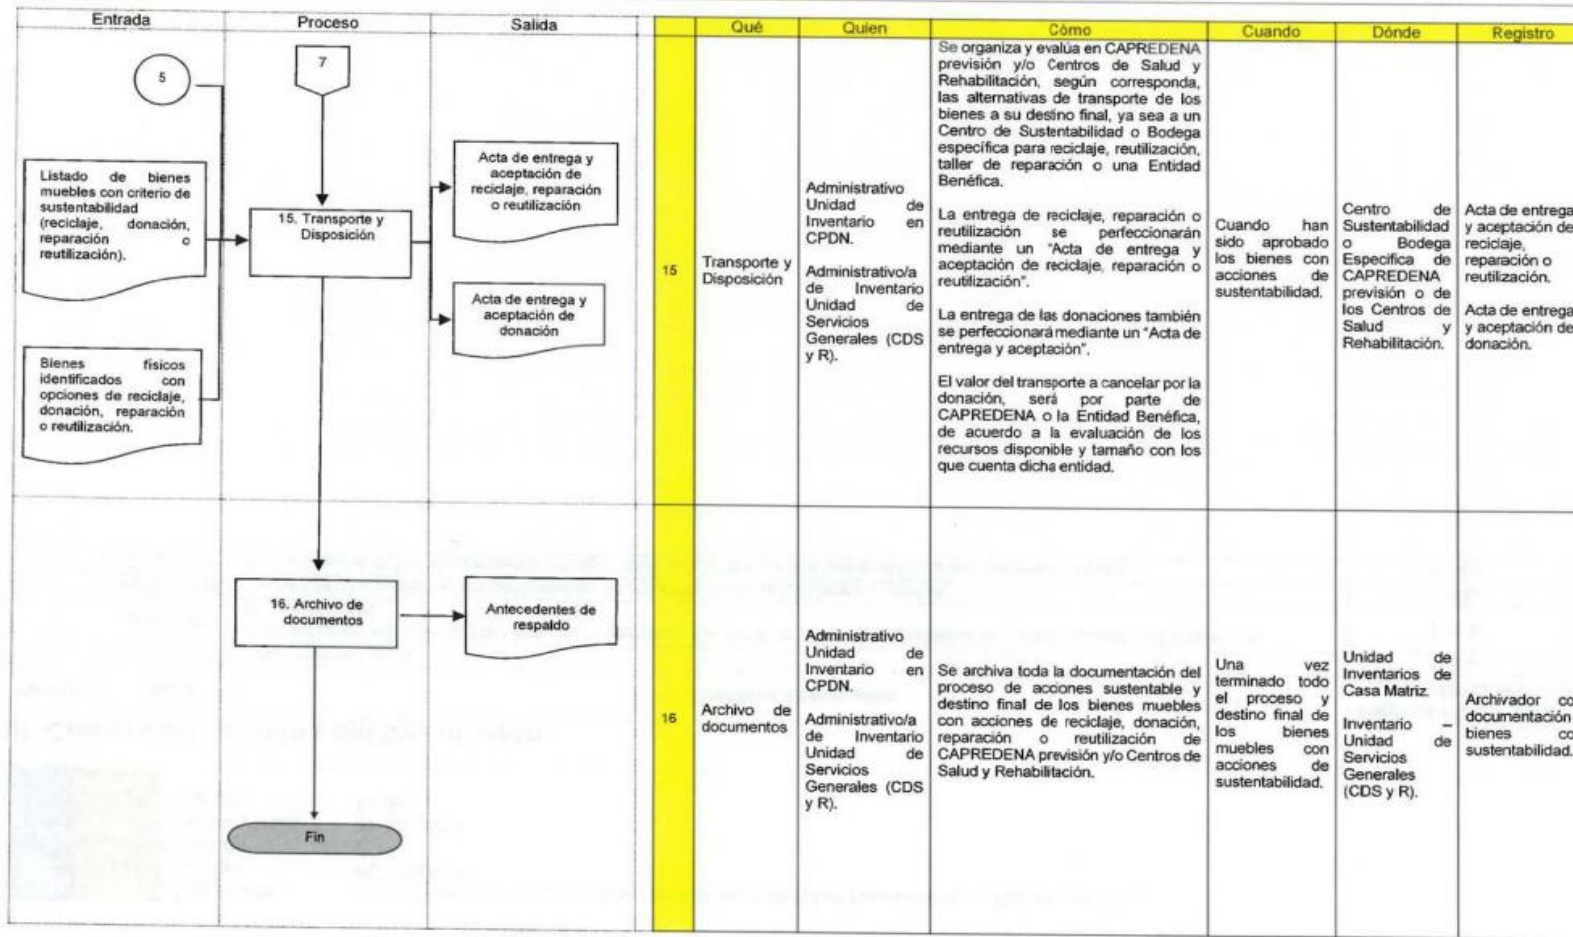 Entrada
Proceso
Salida
5
7
Listado de bienes
muebles con criterio de
sustentabilidad
(reciclaje, donación,
reparación o
reutilización).
15. Transporte y
Disposición
Acta de entrega y
aceptación de
reciclaje, reparación
o reutilización
Acta de entrega y
aceptación de
donación
Bienes físicos
identificados con
opciones de reciclaje,
donación, reparación
o reutilización.
16. Archivo de
documentos
Antecedentes de
respaldo
Fin
Qué
Quien
Cómo
Cuando
Dónde
Registro
15
Transporte y
Disposición
Administrativo
Unidad de
Inventario en
CPDN.
Administrativo/a
de Inventario
Unidad de
Servicios
Generales (CDS
y R).
Se organiza y evalúa en CAPREDENA
previsión y/o Centros de Salud y
Rehabilitación, según corresponda,
las alternativas de transporte de los
bienes a su destino final, ya sea a un
Centro de Sustentabilidad o Bodega
específica para reciclaje, reutilización,
taller de reparación o una Entidad
Benéfica.
La entrega de reciclaje, reparación o
reutilización se perfeccionarán
mediante un "Acta de entrega y
aceptación de reciclaje, reparación o
reutilización".
La entrega de las donaciones también
se perfeccionará mediante un "Acta de
entrega y aceptación".
El valor del transporte a cancelar por la
donación, será por parte de
CAPREDENA o la Entidad Benéfica,
de acuerdo a la evaluación de los
recursos disponible y tamaño con los
que cuenta dicha entidad.
Cuando han
sido aprobado
los bienes con
acciones de
sustentabilidad.
Centro de
Sustentabilidad
o Bodega
Especifica de
CAPREDENA
previsión o de
los Centros de
Salud y
Rehabilitación.
Acta de entrega
y aceptación de
reciclaje,
reparación o
reutilización.
Acta de entrega
y aceptación de
donación.
16
Archivo de
documentos
Administrativo
Unidad de
Inventario en
CPDN.
Administrativo/a
de Inventario
Unidad de
Servicios
Generales (CDS
y R).
Se archiva toda la documentación del
proceso de acciones sustentable y
destino final de los bienes muebles
con acciones de reciclaje, donación,
reparación o reutilización de
CAPREDENA previsión y/o Centros de
Salud y Rehabilitación.
Una vez
terminado todo
el proceso y
destino final de
los bienes
muebles con
acciones de
sustentabilidad.
Unidad de
Inventarios de
Casa Matriz.
Inventario –
Unidad de
Servicios
Generales
(CDS y R).
Archivador co
documentación
bienes co
sustentabilidad.